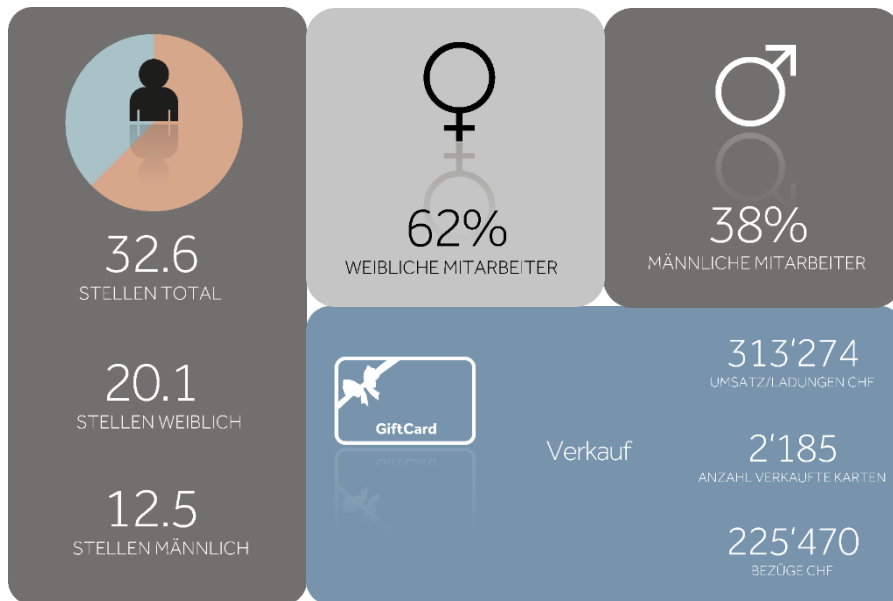 32.6
STELLEN TOTAL
20.1
STELLEN WEIBLICH
12.5
STELLEN MÄNNLICH
62%
WEIBLICHE MITARBEITER
38%
MÄNNLICHE MITARBEITER
GiftCard
Verkauf
313‘274
UMSATZ/LADUNGEN CHF
2‘185
ANZAHL VERKAUFTE KARTEN
225‘470
BEZÜGE CHF